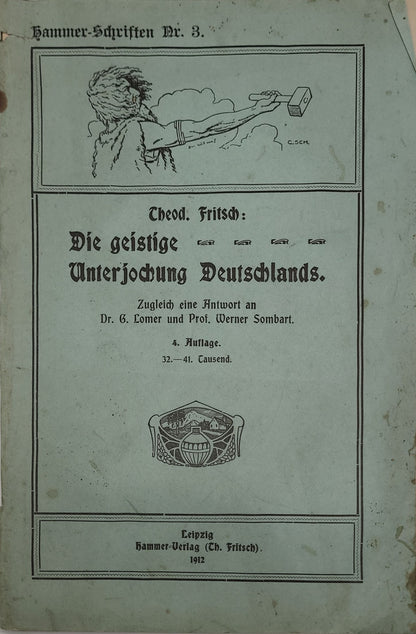 Hammer-Schriften Nr. 3.
C. SCH.
Theod. Fritsch:
Die geistige
Unterjochung Deutschlands.
Zugleich eine Antwort an
Dr. G. Lomer und Prof. Werner Sombart.
4. Auflage.
32.—41. Tausend.
Leipzig
Hammer-Verlag (Th. Fritsch).
1912